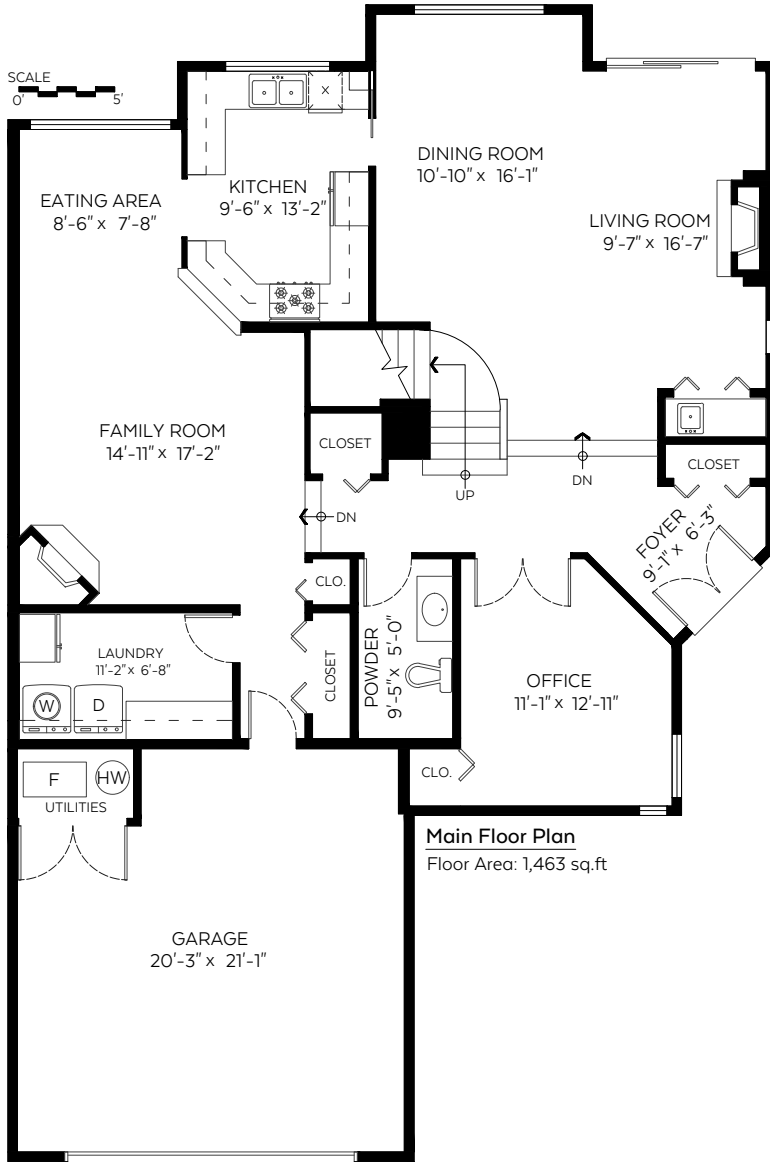 SCALE
0' 5'
EATING AREA
8'-6" x 7'-8"
KITCHEN
9'-6" x 13'-2"
X
DINING ROOM
10'-10" x 16'-1"
LIVING ROOM
9'-7" x 16'-7"
FAMILY ROOM
14'-11" x 17'-2"
CLOSET
UP
DN
CLOSET
DN
FOYER
9'-1" x 6'-3"
CLO.
LAUNDRY
11'-2" x 6'-8"
W
D
CLOSET
POWDER
9'-5" x 5'-0"
OFFICE
11'-1" x 12'-11"
CLO.
F
HW
UTILITIES
Main Floor Plan
Floor Area: 1,463 sq.ft
GARAGE
20'-3" x 21'-1"